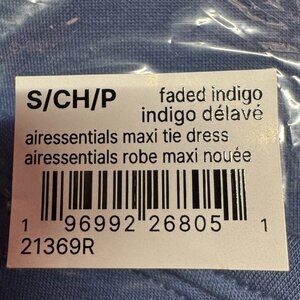 S/CH/P
faded indigo
indigo délavé
airessentials maxi tie dress
airessentials robe maxi nouée
1 96992 26805 1
21369R